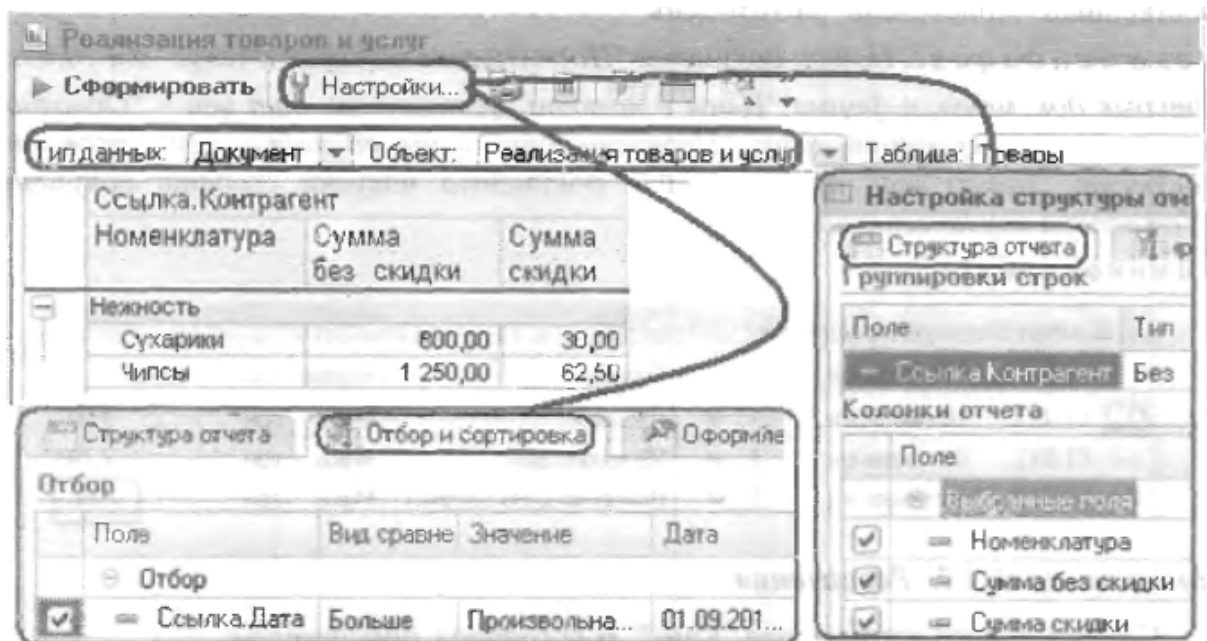 Реализация товаров и услуг
Сформировать Настройки...
Тип данных: Документ Объект: Реализация товаров и услуг Таблица: Товары
Ссылка.Контрагент
Номенклатура Сумма без скидки Сумма скидки
Нежность
Сухарики 800,00 30,00
Чипсы 1 250,00 62,50
Структура отчета Отбор и сортировка Оформле
Отбор
Поле Вид сравне Значение Дата
Отбор
Ссылка.Дата Больше Произвольна... 01.09.201...
Настройка структуры
Структура отчета
Группировки строк
Поле Тип
Ссылка.Контрагент Без
Колонки отчета
Поле
Выбранные поля
Номенклатура
Сумма без скидки
Сумма скидки